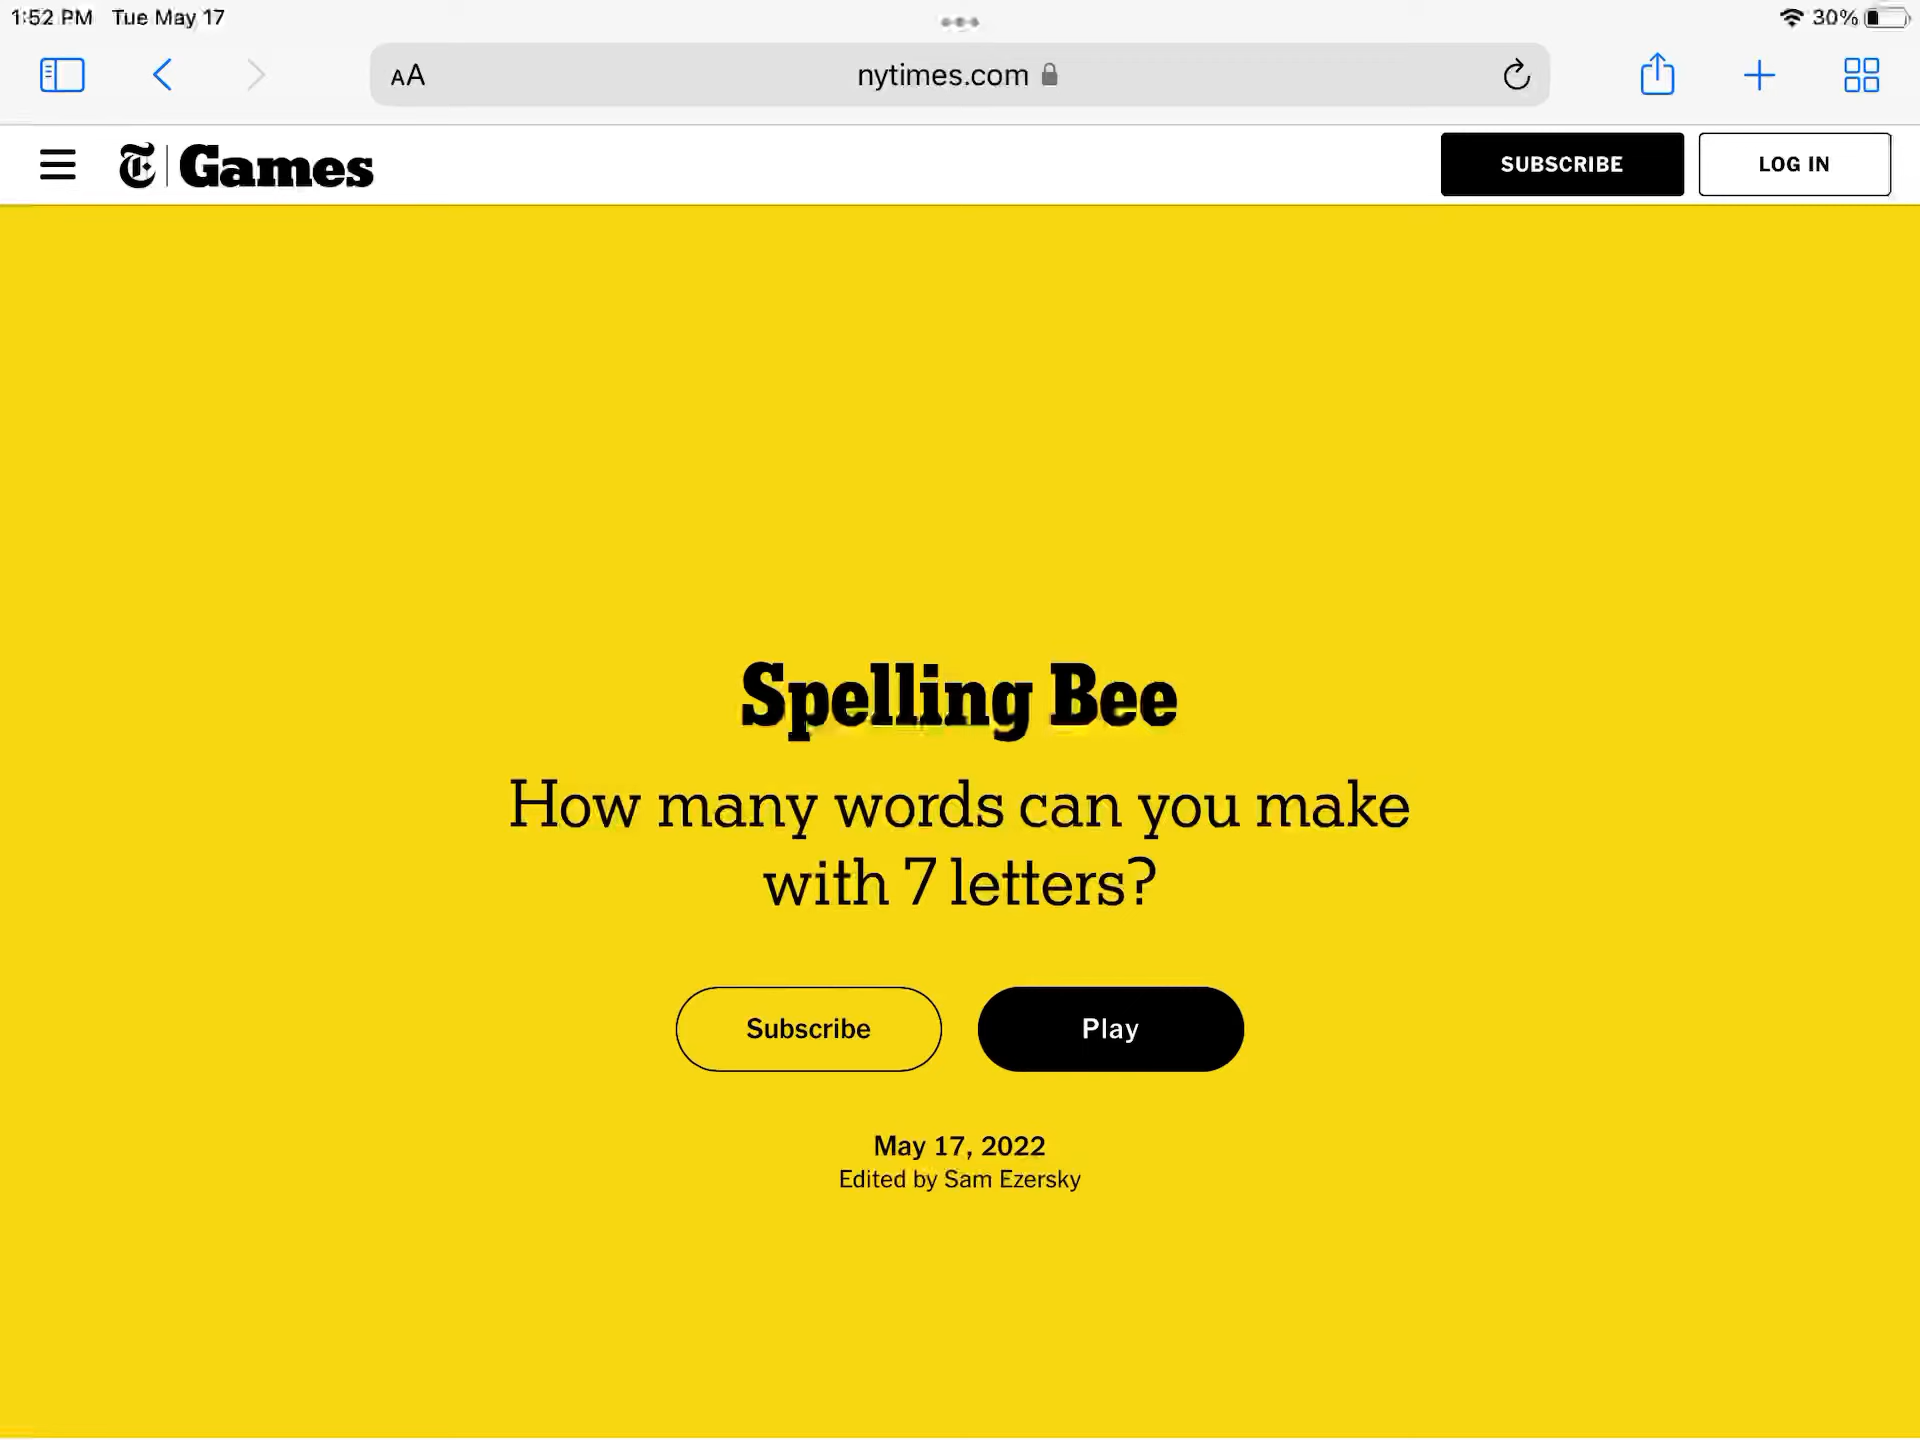 1:52 PM Tue May 17
30%
AA
nytimes.com
T Games
SUBSCRIBE
LOG IN
Spelling Bee
How many words can you make
with 7 letters?
Subscribe
Play
May 17, 2022
Edited by Sam Ezersky